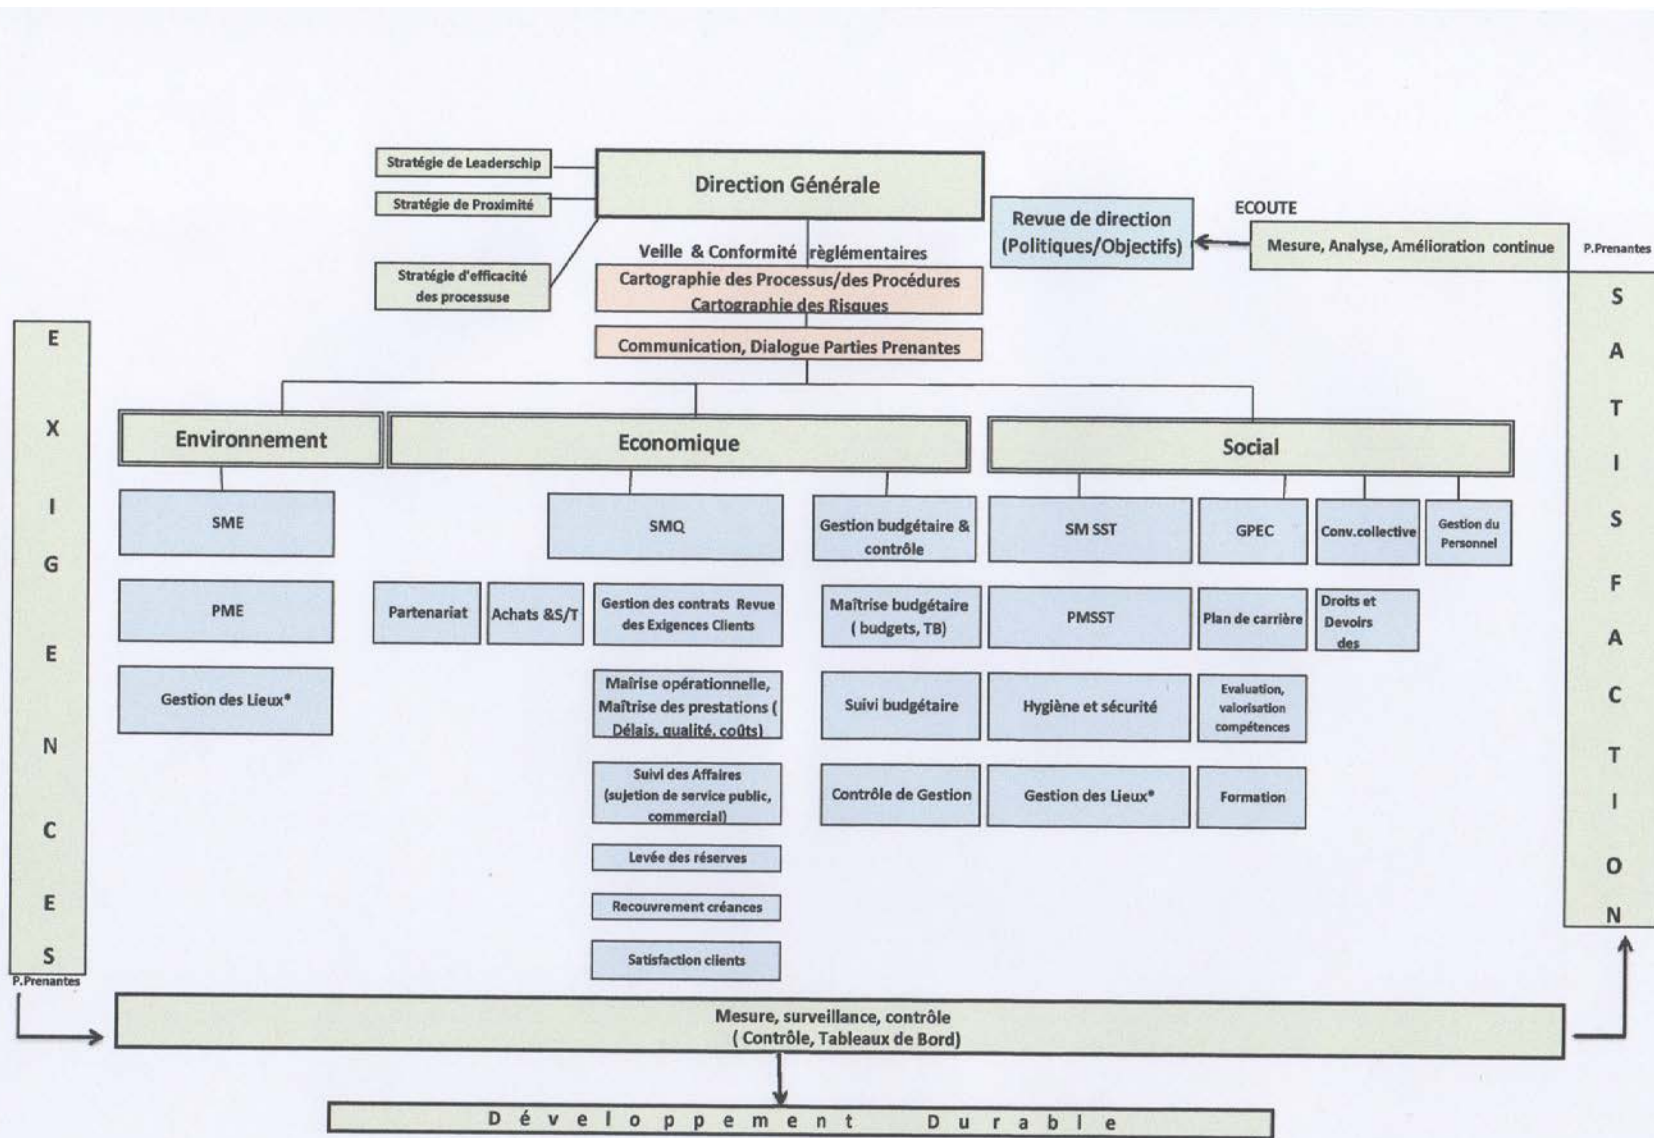 Stratégie de Leaderschip
Direction Générale
Stratégie de Proximité
Revue de direction
(Politiques/Objectifs)
ECOUTE
Mesure, Analyse, Amélioration continue
P.Prenantes
Veille & Conformité règlémentaires
Stratégie d'efficacité
des processuse
Cartographie des Processus/des Procédures
Cartographie des Risques
Communication, Dialogue Parties Prenantes
EXIGENCES
P.Prenantes
SATISFACTION
Environnement
Economique
Social
SME
SMQ
Gestion budgétaire &
contrôle
SM SST
GPEC
Conv.collective
Gestion du
Personnel
PME
Partenariat
Achats &S/T
Gestion des contrats Revue
des Exigences Clients
Maîtrise budgétaire
( budgets, TB)
PMSST
Plan de carrière
Droits et
Devoirs
des
Gestion des Lieux*
Maîrise opérationnelle,
Maîtrise des prestations (
Délais, qualité, coûts)
Suivi budgétaire
Hygiène et sécurité
Evaluation,
valorisation
compétences
Suivi des Affaires
(sujetion de service public,
commercial)
Contrôle de Gestion
Gestion des Lieux*
Formation
Levée des réserves
Recouvrement créances
Satisfaction clients
Mesure, surveillance, contrôle
( Contrôle, Tableaux de Bord)
Développement Durable